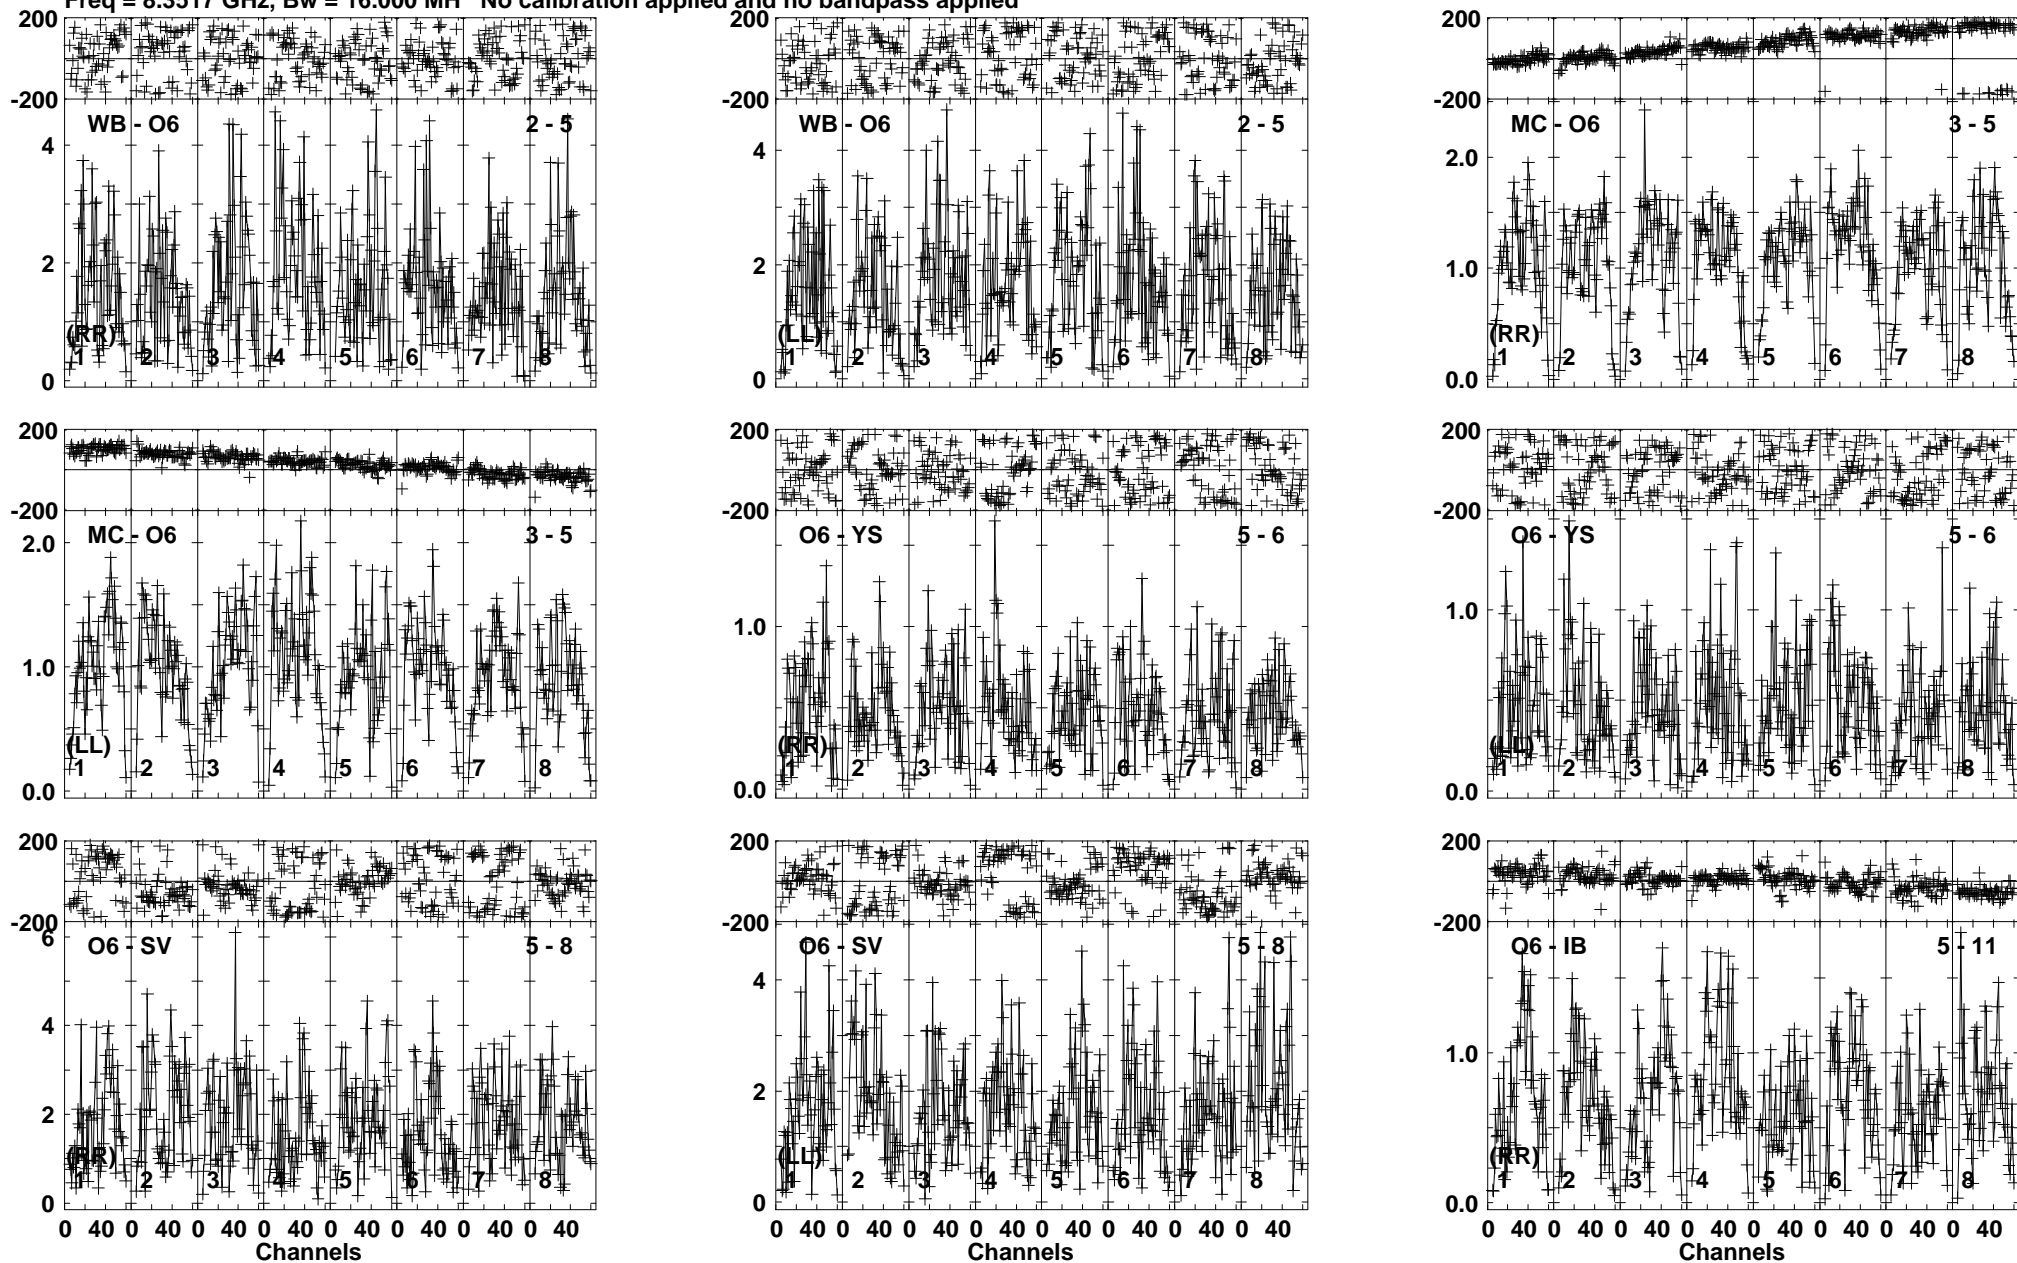 Freq = 8.3517 GHz, Bw = 16.000 MH No calibration applied and no bandpass applied
200 200 200
-200 -200 -200
WB - O6 2 - 5 WB - O6 2 - 5 MC - O6 3 - 5
4 4 2.0
2 2 1.0
(RR) (LL) (RR)
1 2 3 4 5 6 7 8 1 2 3 4 5 6 7 8 1 2 3 4 5 6 7 8
0 0 0.0
200 200 200
-200 -200 -200
MC - O6 3 - 5 O6 - YS 5 - 6 O6 - YS 5 - 6
2.0
1.0 1.0 1.0
(LL) (RR) (LL)
1 2 3 4 5 6 7 8 1 2 3 4 5 6 7 8 1 2 3 4 5 6 7 8
0.0 0.0 0.0
200 200 200
-200 -200 -200
O6 - SV 5 - 8 O6 - SV 5 - 8 O6 - IB 5 - 11
6
4 4
2 2 1.0
(RR) (LL) (RR)
1 2 3 4 5 6 7 8 1 2 3 4 5 6 7 8 1 2 3 4 5 6 7 8
0 0 0.0
0 40 0 40 0 40 0 40 0 40 0 40 0 40 0 40 0 40 0 40 0 40 0 40 0 40 0 40 0 40 0 40 0 40 0 40 0 40 0 40 0 40 0 40 0 40 0 40
Channels Channels Channels